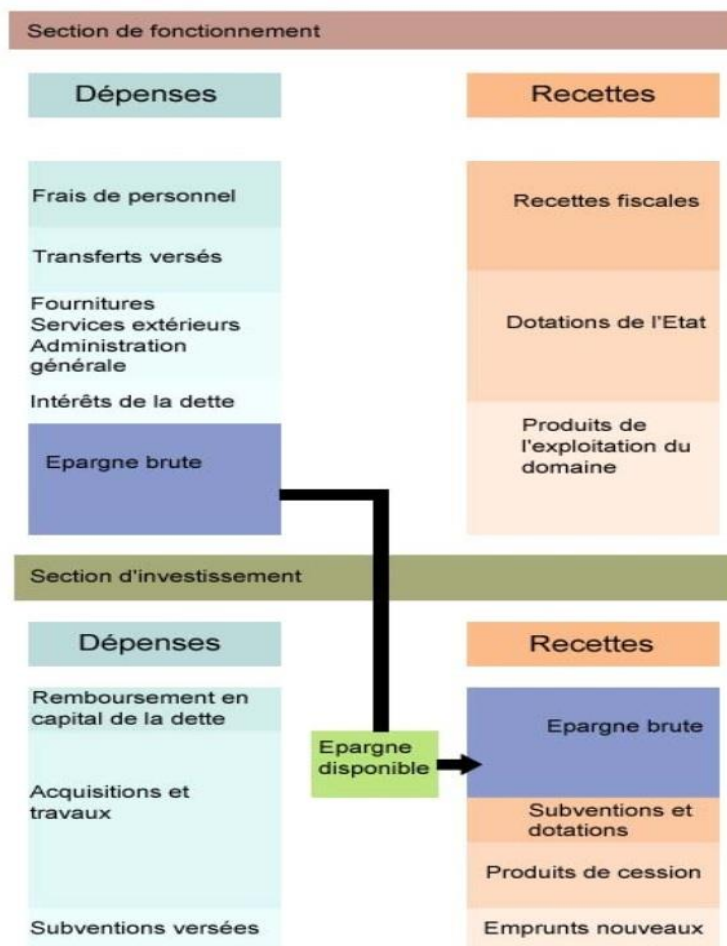 Section de fonctionnement
Dépenses
Recettes
Frais de personnel
Transferts versés
Fournitures
Services extérieurs
Administration
générale
Intérêts de la dette
Epargne brute
Recettes fiscales
Dotations de l'Etat
Produits de
l'exploitation du
domaine
Section d'investissement
Dépenses
Recettes
Remboursement en
capital de la dette
Acquisitions et
travaux
Subventions versées
Epargne
disponible
Epargne brute
Subventions et
dotations
Produits de cession
Emprunts nouveaux